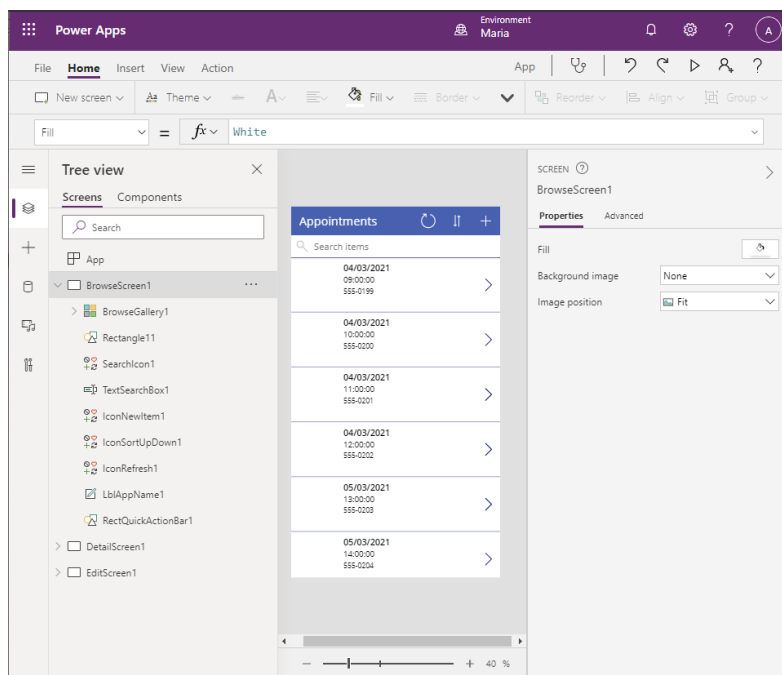 Power Apps
Environment
Maria
A
File Home Insert View Action App
New screen Theme Fill Border Reorder Align Group
Fill = fx White
Tree view
Screens Components
Search
App
BrowseScreen1 ...
BrowseGallery1
Rectangle11
SearchIcon1
TextSearchBox1
IconNewItem1
IconSortUpDown1
IconRefresh1
LblAppName1
RectQuickActionBar1
DetailScreen1
EditScreen1
Appointments
Search items
04/03/2021
09:00:00
555-0199
04/03/2021
10:00:00
555-0200
04/03/2021
11:00:00
555-0201
04/03/2021
12:00:00
555-0202
05/03/2021
13:00:00
555-0203
05/03/2021
14:00:00
555-0204
40 %
SCREEN
BrowseScreen1
Properties Advanced
Fill
Background image None
Image position Fit